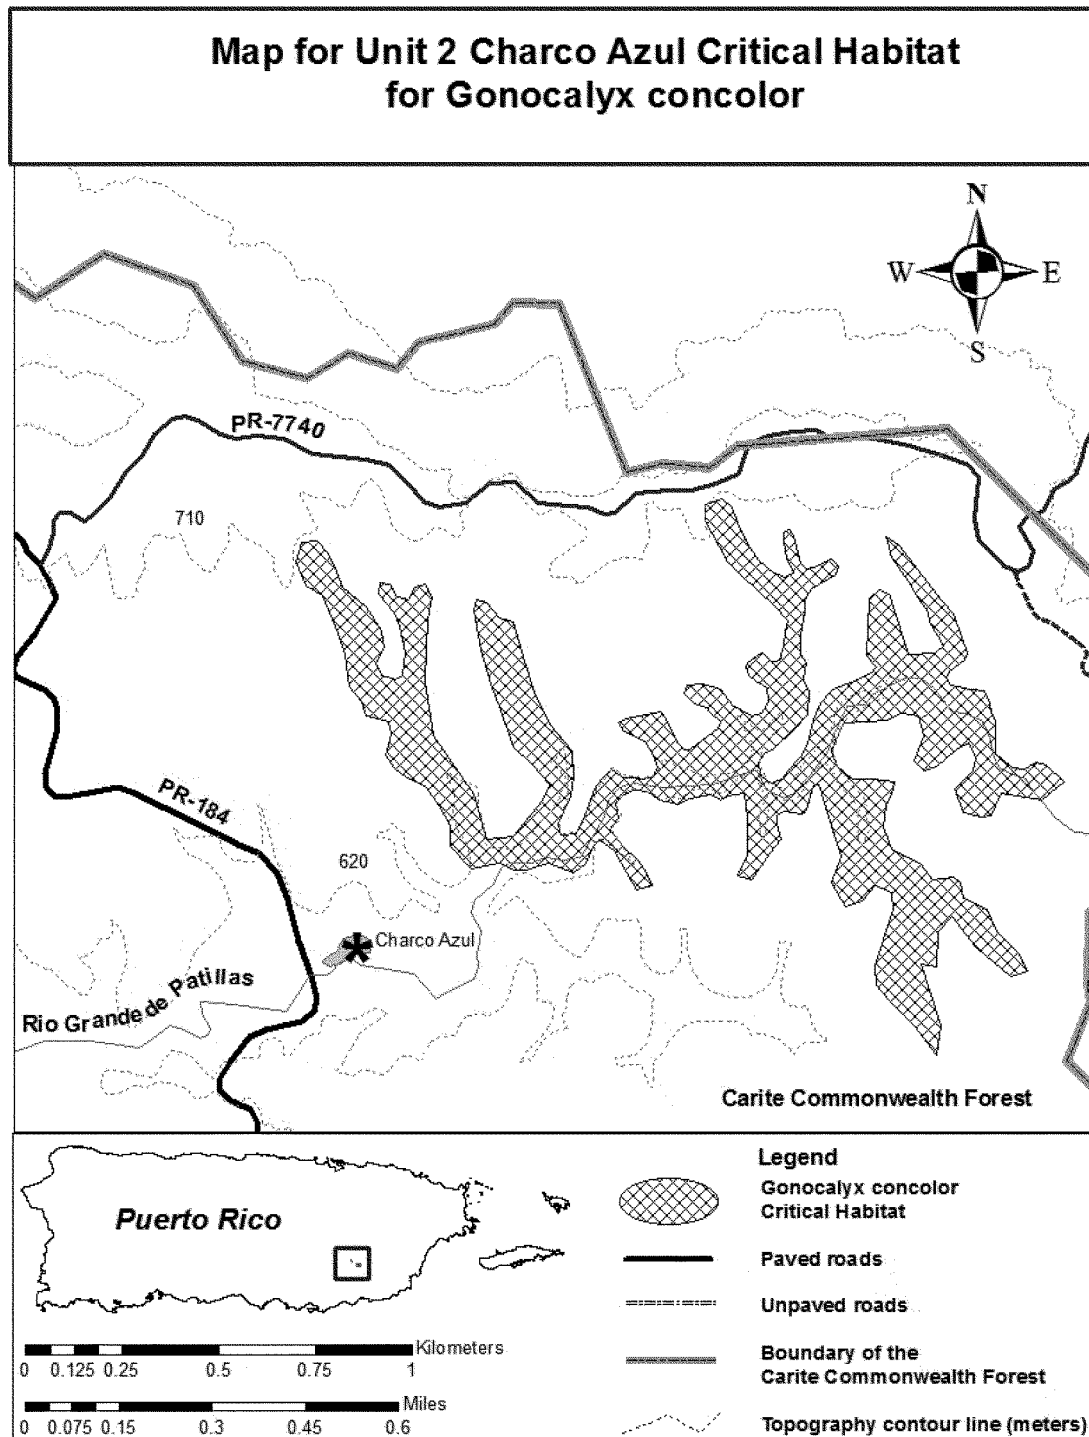 Map for Unit 2 Charco Azul Critical Habitat
for Gonocalyx concolor
N
W
E
S
PR-7740
710
PR-184
620
Charco Azul
Rio Grande de Patillas
Carite Commonwealth Forest
Puerto Rico
Kilometers
0 0.125 0.25 0.5 0.75 1
Miles
0 0.075 0.15 0.3 0.45 0.6
Legend
Gonocalyx concolor
Critical Habitat
Paved roads
Unpaved roads
Boundary of the
Carite Commonwealth Forest
Topography contour line (meters)